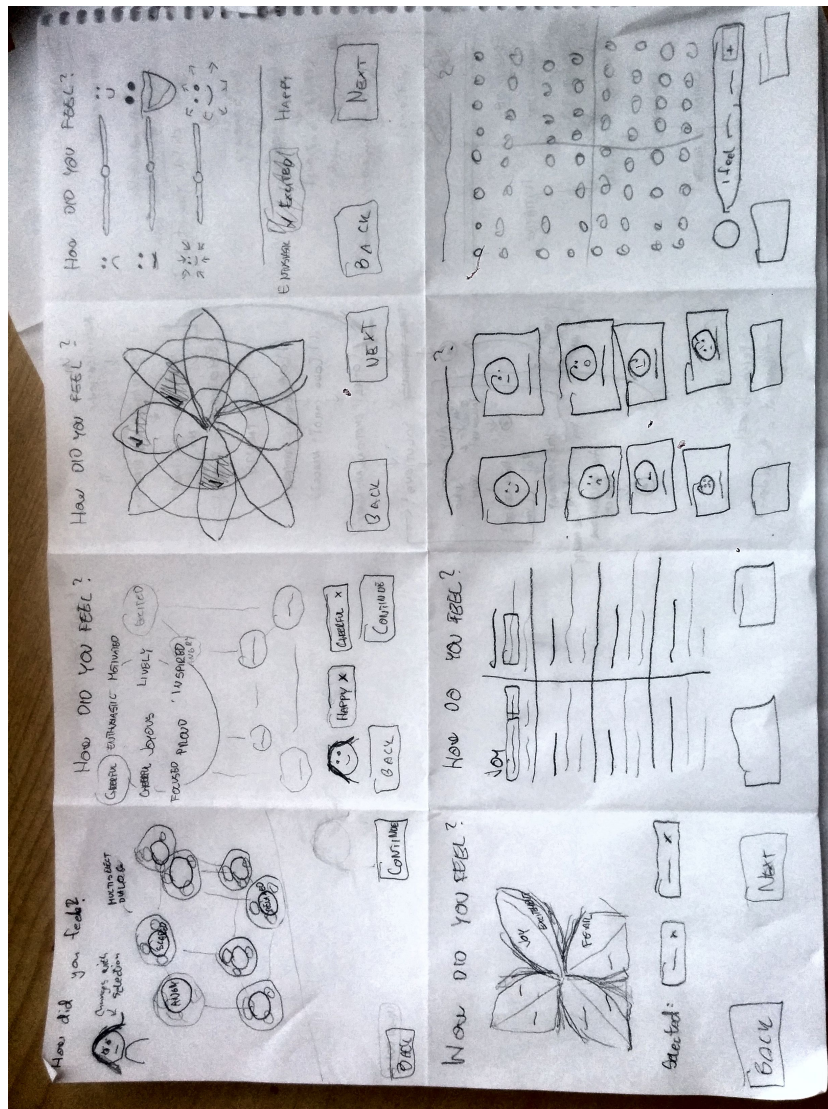 How did you feel?
Changes with
selection
MULTISELECT
DIALOG
SCARED
BACK
CONTINUE
How DID YOU FEEL?
CHEERFUL ENTHUSIASTIC MOTIVATED
CHEERFUL JOYOUS LIVELY EXCITED
FOCUSED PROUD INSPIRED
HAPPY x CHEERFUL x
BACK CONTINUE
How DID YOU FEEL?
BACK NEXT
How DID YOU FEEL?
EXCITED! HAPPY
BACK NEXT
How DID YOU FEEL?
JOY
FEAR
Selected: x x
BACK NEXT
How DO YOU FEEL?
JOY
?
?
I feel +